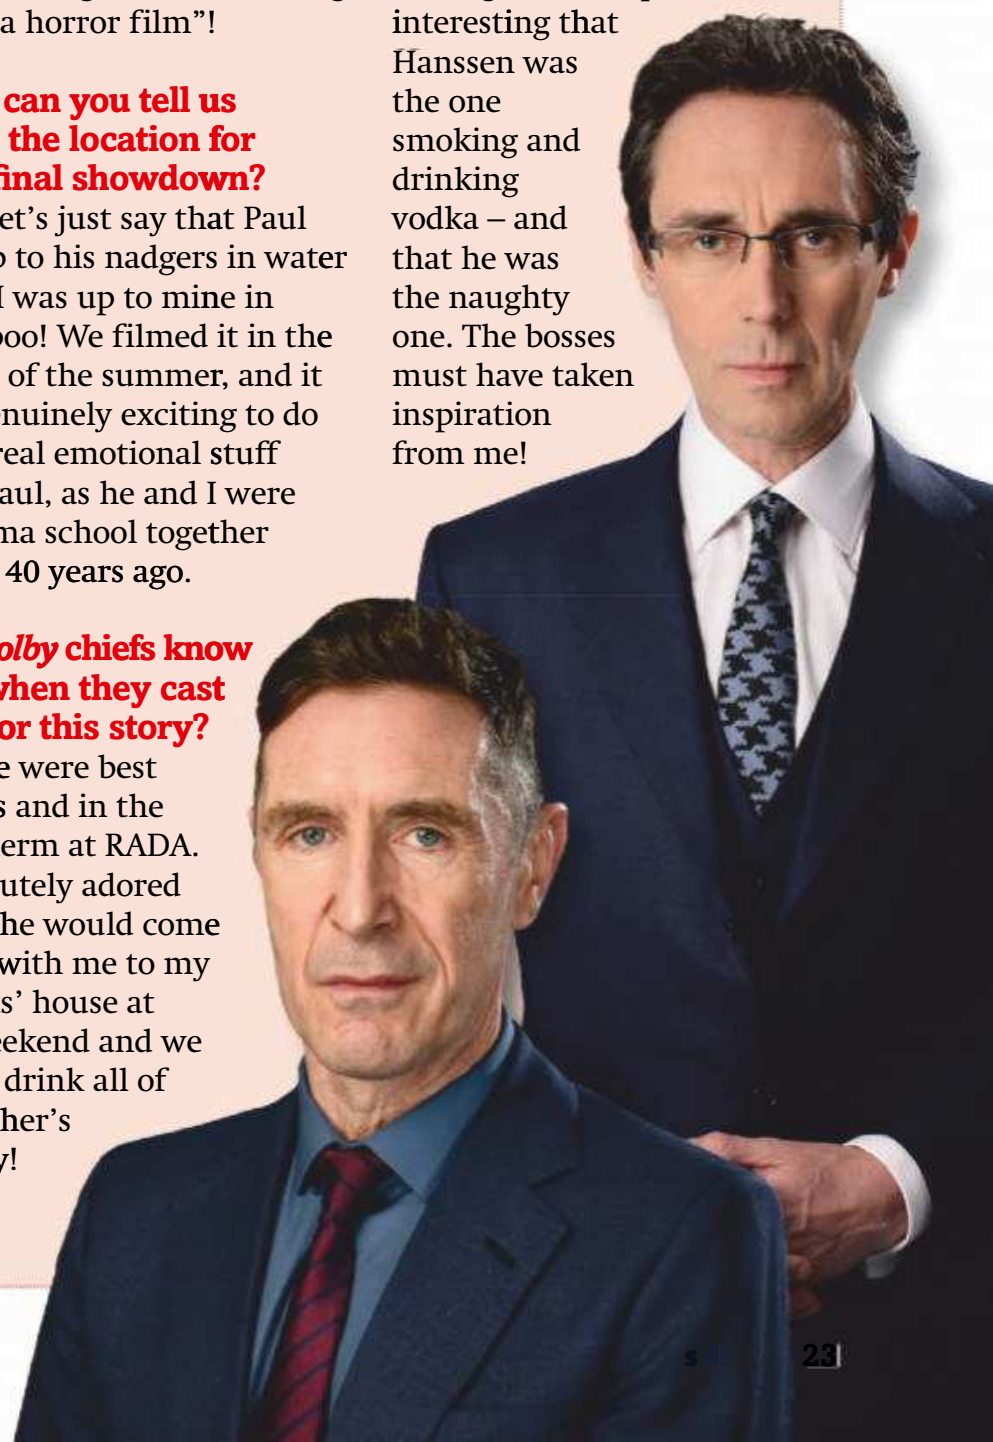 a horror film”!
can you tell us
the location for
final showdown?
et’s just say that Paul
to his nadgers in water
I was up to mine in
ooo! We filmed it in the
of the summer, and it
enuinely exciting to do
real emotional stuff
aul, as he and I were
ma school together
40 years ago.
olby chiefs know
when they cast
or this story?
e were best
s and in the
erm at RADA.
utely adored
he would come
with me to my
s’ house at
eekend and we
drink all of
her’s
y!
interesting that
Hanssen was
the one
smoking and
drinking
vodka – and
that he was
the naughty
one. The bosses
must have taken
inspiration
from me!
s 23